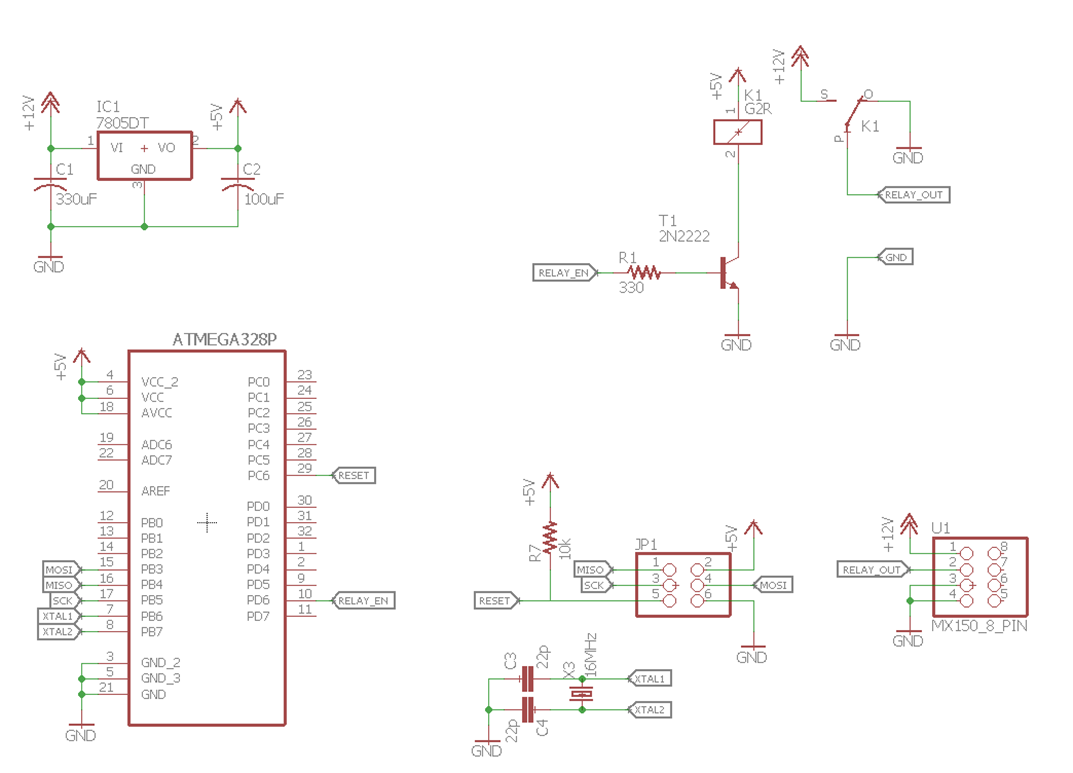 +12V
IC1
7805DT
+5V
1
VI
+
VO
2
GND
3
C1
330uF
C2
100uF
GND
+5V
K1
G2R
1
2
+12V
S
O
K1
P
GND
RELAY_OUT
T1
2N2222
RELAY_EN
R1
330
GND
GND
GND
ATMEGA328P
+5V
4 VCC_2 PC0 23
6 VCC PC1 24
18 AVCC PC2 25
PC3 26
19 ADC6 PC4 27
22 ADC7 PC5 28
PC6 29 RESET
20 AREF
PD0 30
12 PB0 PD1 31
13 PB1 PD2 32
14 PB2 PD3 1
MOSI 15 PB3 PD4 2
MISO 16 PB4 PD5 9
SCK 17 PB5 PD6 10 RELAY_EN
XTAL1 7 PB6 PD7 11
XTAL2 8 PB7
3 GND_2
5 GND_3
21 GND
GND
+5V
R7
10k
JP1
+5V
MISO 1 2
SCK 3 4 MOSI
RESET 5 6
GND
C3
22p
X3
16MHz
XTAL1
XTAL2
22p
C4
GND
+12V
U1
1 8
RELAY_OUT 2 7
3 6
4 5
MX150_8_PIN
GND